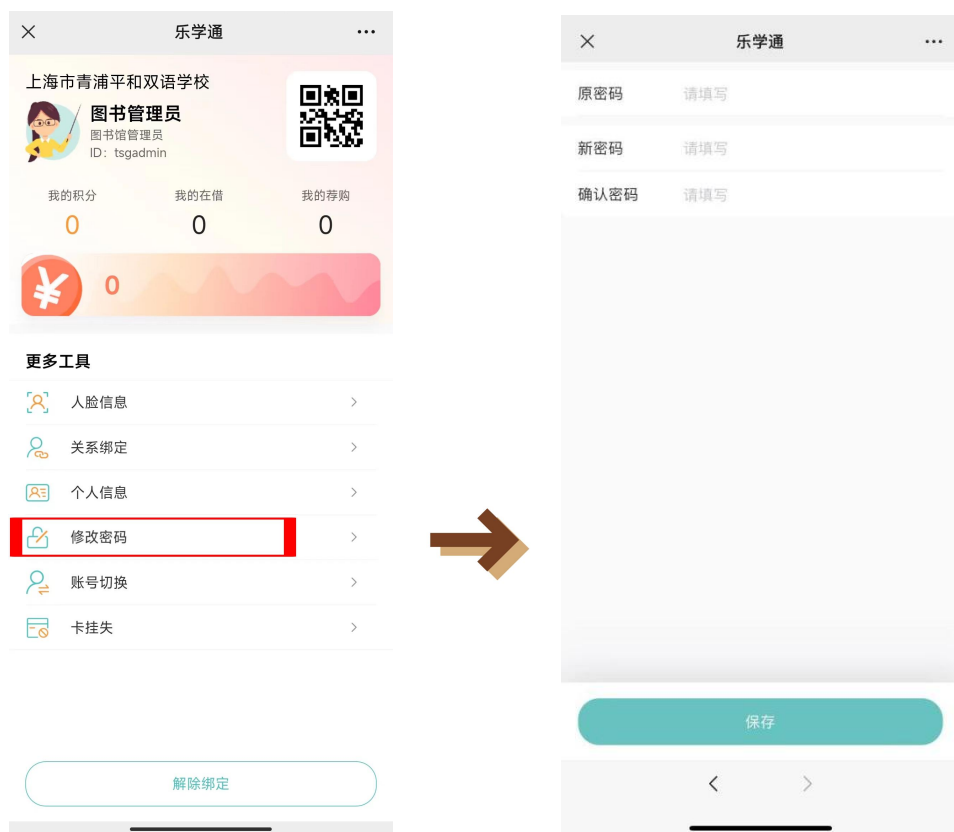 乐学通
上海市青浦平和双语学校
图书管理员
图书馆管理员
ID：tsgadmin
我的积分 我的在借 我的荐购
0 0 0
¥ 0
更多工具
人脸信息
关系绑定
个人信息
修改密码
账号切换
卡挂失
解除绑定
乐学通
原密码 请填写
新密码 请填写
确认密码 请填写
保存